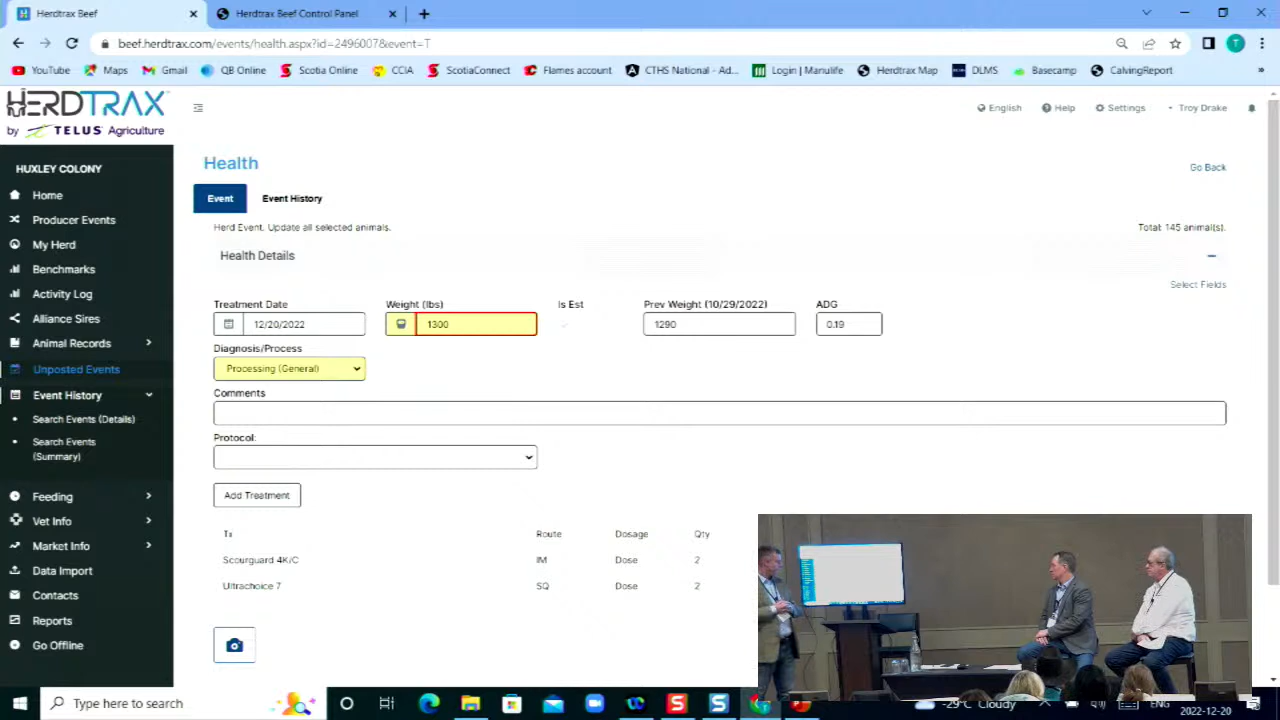 Herdtrax Beef
Herdtrax Beef Control Panel
beef.herdtrax.com/events/health.aspx?id=2496007&event=T
T
YouTube
Maps
Gmail
QB Online
Scotia Online
CCIA
ScotiaConnect
Flames account
CTHS National - Ad...
Login | Manulife
Herdtrax Map
DLMS
Basecamp
CalvingReport
HERDTRAX
by TELUS Agriculture
English
Help
Settings
Troy Drake
HUXLEY COLONY
Home
Producer Events
My Herd
Benchmarks
Activity Log
Alliance Sires
Animal Records
Unposted Events
Event History
Search Events (Details)
Search Events
(Summary)
Feeding
Vet Info
Market Info
Data Import
Contacts
Reports
Go Offline
Health
Go Back
Event
Event History
Herd Event. Update all selected animals.
Total: 145 animal(s).
Health Details
Select Fields
Treatment Date
Weight (lbs)
Is Est
Prev Weight (10/29/2022)
ADG
12/20/2022
1300
1290
0.19
Diagnosis/Process
Processing (General)
Comments
Protocol:
Add Treatment
Tx
Route
Dosage
Qty
Scourguard 4K/C
IM
Dose
2
Ultrachoice 7
SQ
Dose
2
Type here to search
-29°C Cloudy
ENG
2022-12-20